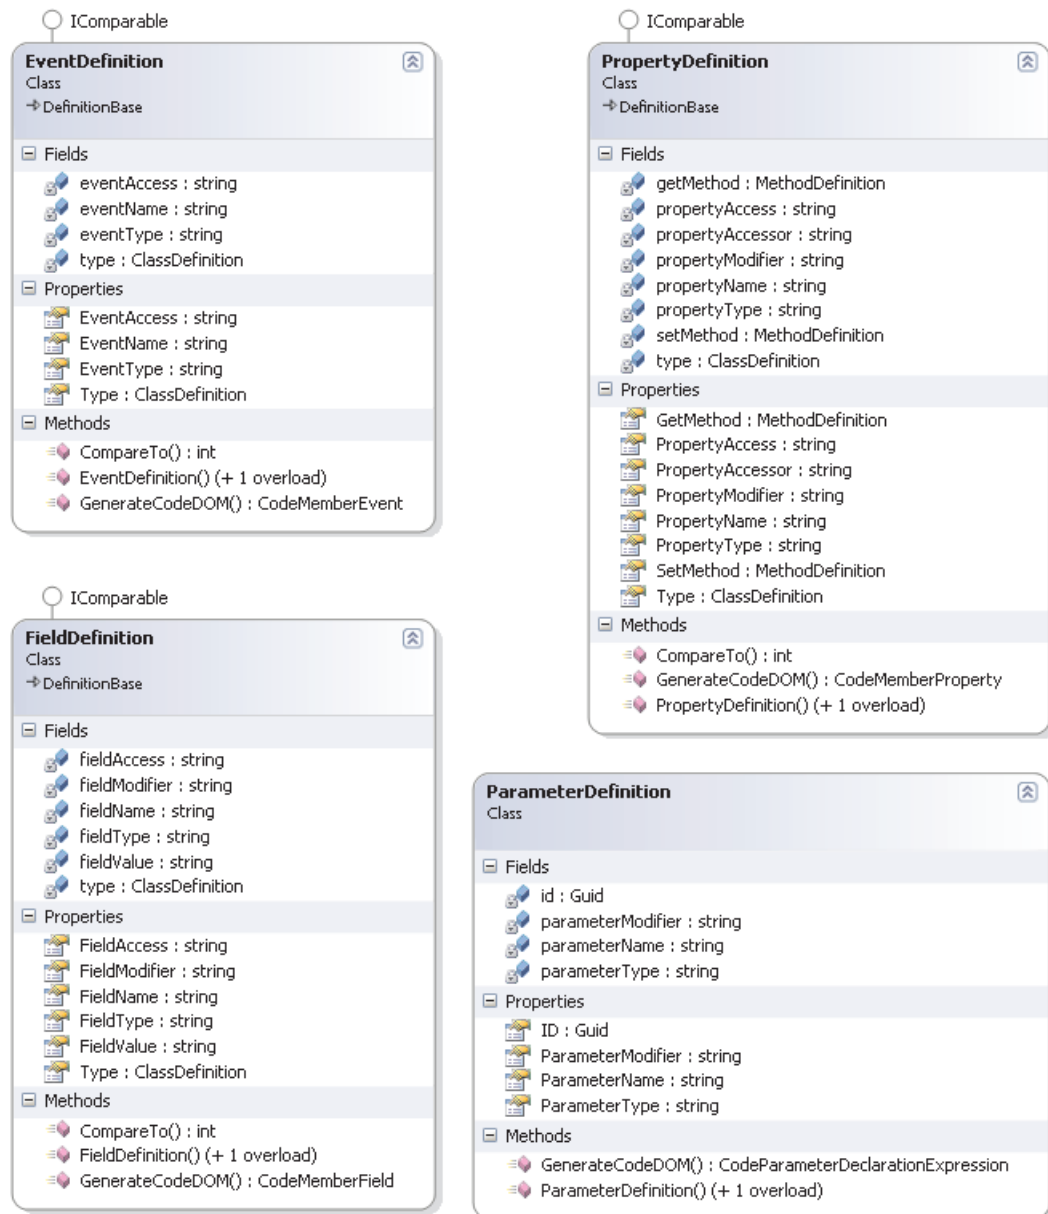 IComparable
EventDefinition
Class
DefinitionBase
Fields
eventAccess : string
eventName : string
eventType : string
type : ClassDefinition
Properties
EventAccess : string
EventName : string
EventType : string
Type : ClassDefinition
Methods
CompareTo() : int
EventDefinition() (+ 1 overload)
GenerateCodeDOM() : CodeMemberEvent
IComparable
PropertyDefinition
Class
DefinitionBase
Fields
getMethod : MethodDefinition
propertyAccess : string
propertyAccessor : string
propertyModifier : string
propertyName : string
propertyType : string
setMethod : MethodDefinition
type : ClassDefinition
Properties
GetMethod : MethodDefinition
PropertyAccess : string
PropertyAccessor : string
PropertyModifier : string
PropertyName : string
PropertyType : string
SetMethod : MethodDefinition
Type : ClassDefinition
Methods
CompareTo() : int
GenerateCodeDOM() : CodeMemberProperty
PropertyDefinition() (+ 1 overload)
IComparable
FieldDefinition
Class
DefinitionBase
Fields
fieldAccess : string
fieldModifier : string
fieldName : string
fieldType : string
fieldValue : string
type : ClassDefinition
Properties
FieldAccess : string
FieldModifier : string
FieldName : string
FieldType : string
FieldValue : string
Type : ClassDefinition
Methods
CompareTo() : int
FieldDefinition() (+ 1 overload)
GenerateCodeDOM() : CodeMemberField
ParameterDefinition
Class
Fields
id : Guid
parameterModifier : string
parameterName : string
parameterType : string
Properties
ID : Guid
ParameterModifier : string
ParameterName : string
ParameterType : string
Methods
GenerateCodeDOM() : CodeParameterDeclarationExpression
ParameterDefinition() (+ 1 overload)